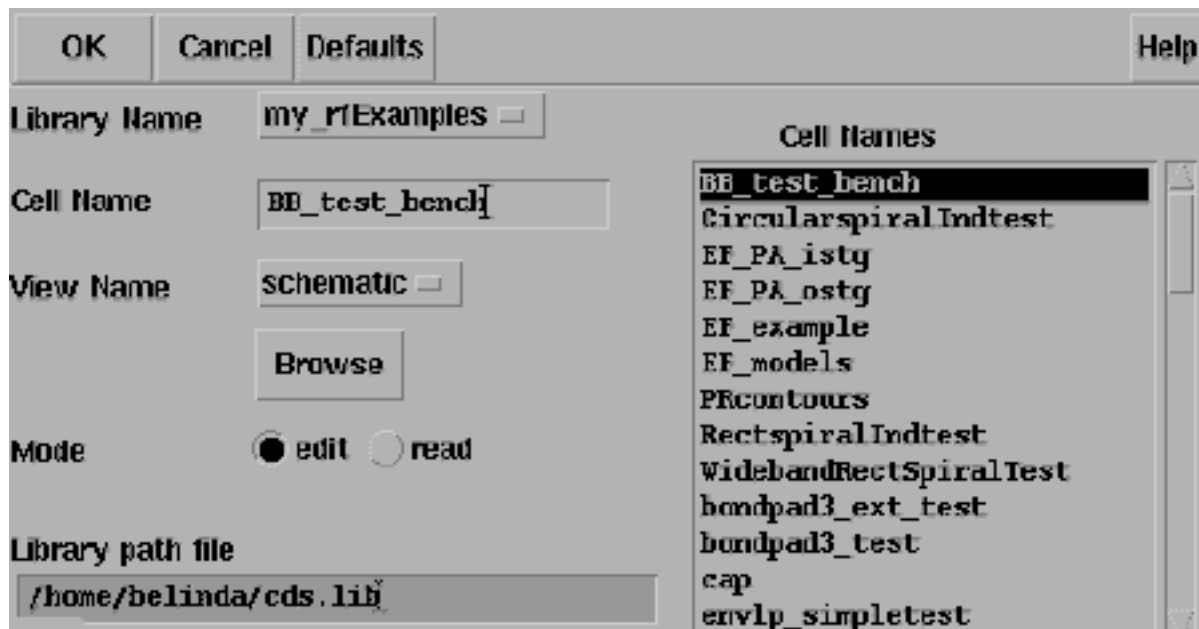 OK Cancel Defaults Help
Library Name my_rfExamples
Cell Name BB_test_bench
View Name schematic
Browse
Mode edit read
Library path file
/home/belinda/cds.lib
Cell Names
BB_test_bench
CircularspiralIndtest
EF_PA_istg
EF_PA_ostg
EF_example
EF_models
PRcontours
RectspiralIndtest
WidebandRectSpiralTest
bondpad3_ext_test
bondpad3_test
cap
envlp_simpletest